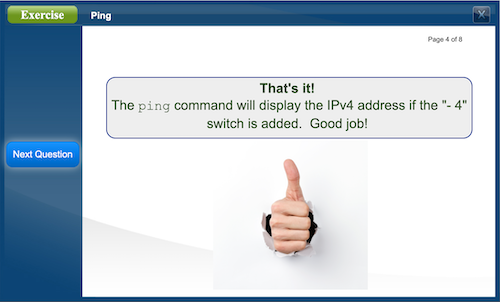 Exercise Ping X
Page 4 of 8
That's it!
The ping command will display the IPv4 address if the "- 4"
switch is added.  Good job!
Next Question